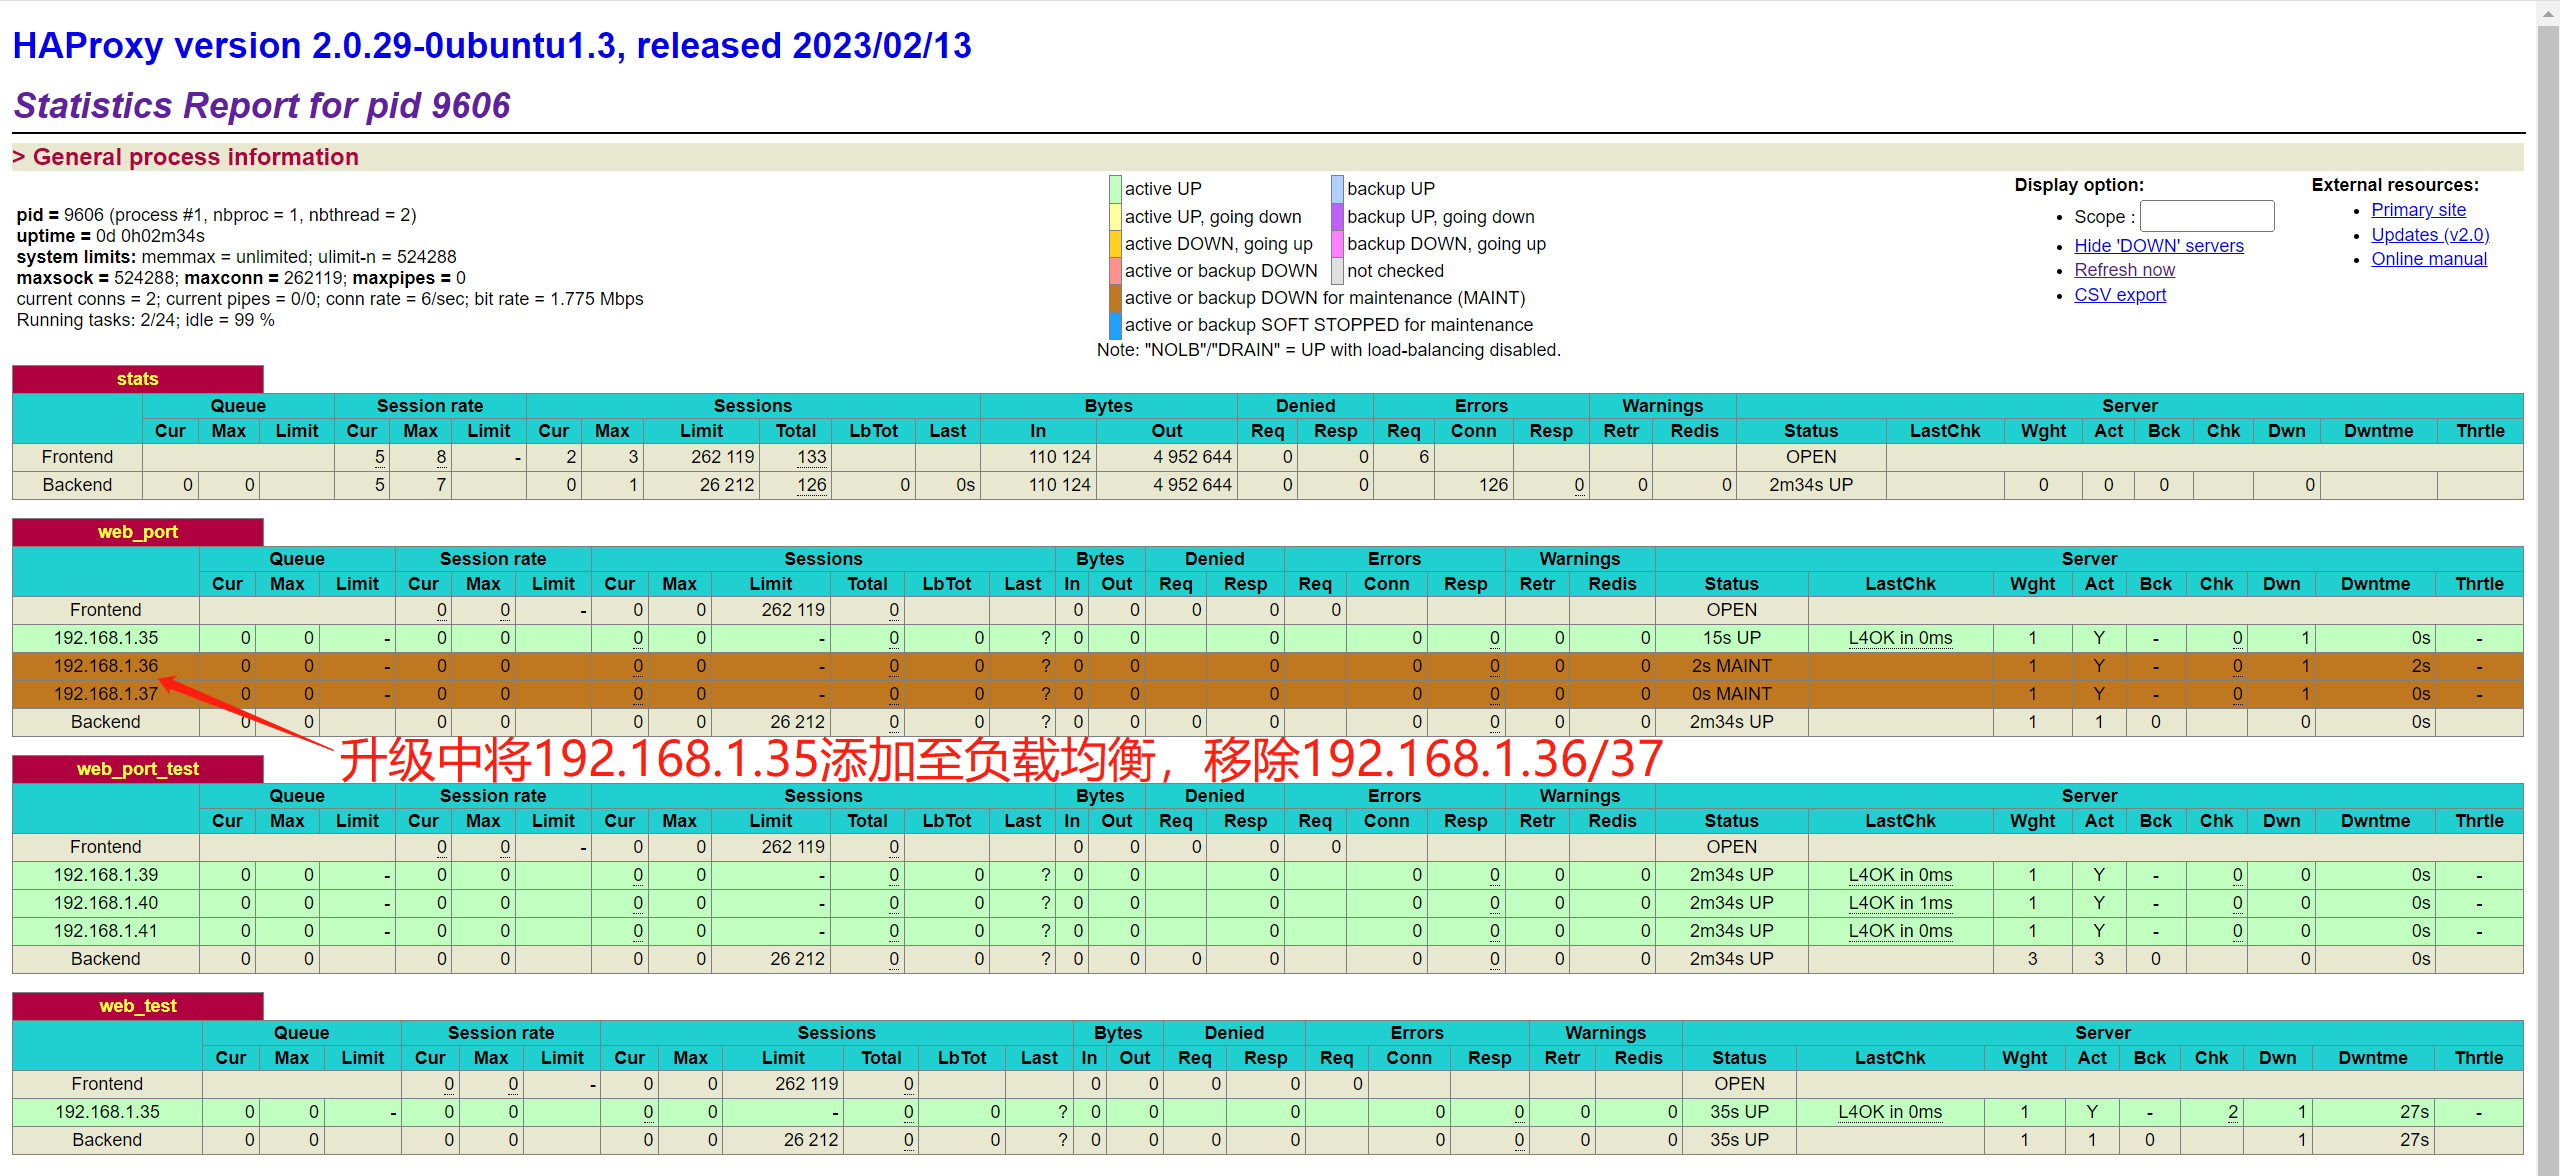 HAProxy version 2.0.29-0ubuntu1.3, released 2023/02/13
Statistics Report for pid 9606
> General process information
pid = 9606 (process #1, nbproc = 1, nbthread = 2)
uptime = 0d 0h02m34s
system limits: memmax = unlimited; ulimit-n = 524288
maxsock = 524288; maxconn = 262119; maxpipes = 0
current conns = 2; current pipes = 0/0; conn rate = 6/sec; bit rate = 1.775 Mbps
Running tasks: 2/24; idle = 99 %
active UP backup UP
active UP, going down backup UP, going down
active DOWN, going up backup DOWN, going up
active or backup DOWN not checked
active or backup DOWN for maintenance (MAINT)
active or backup SOFT STOPPED for maintenance
Note: "NOLB"/"DRAIN" = UP with load-balancing disabled.
Display option:
• Scope :
• Hide 'DOWN' servers
• Refresh now
• CSV export
External resources:
• Primary site
• Updates (v2.0)
• Online manual
stats
Queue Session rate Sessions Bytes Denied Errors Warnings Server
Cur Max Limit Cur Max Limit Cur Max Limit Total LbTot Last In Out Req Resp Req Conn Resp Retr Redis Status LastChk Wght Act Bck Chk Dwn Dwntme Thrtle
Frontend 5 8 - 2 3 262 119 133 110 124 4 952 644 0 0 6 OPEN
Backend 0 0 5 7 0 1 26 212 126 0 0s 110 124 4 952 644 0 0 126 0 0 0 2m34s UP 0 0 0 0
web_port
Queue Session rate Sessions Bytes Denied Errors Warnings Server
Cur Max Limit Cur Max Limit Cur Max Limit Total LbTot Last In Out Req Resp Req Conn Resp Retr Redis Status LastChk Wght Act Bck Chk Dwn Dwntme Thrtle
Frontend 0 0 - 0 0 262 119 0 0 0 0 0 0 OPEN
192.168.1.35 0 0 - 0 0 0 0 - 0 0 ? 0 0 0 0 0 0 0 15s UP L4OK in 0ms 1 Y - 0 1 0s -
192.168.1.36 0 0 - 0 0 0 0 - 0 0 ? 0 0 0 0 0 0 0 2s MAINT 1 Y - 0 1 2s -
192.168.1.37 0 0 - 0 0 0 0 - 0 0 ? 0 0 0 0 0 0 0 0s MAINT 1 Y - 0 1 0s -
Backend 0 0 0 0 0 0 26 212 0 0 ? 0 0 0 0 0 0 0 0 2m34s UP 1 1 0 0 0s
升级中将192.168.1.35添加至负载均衡，移除192.168.1.36/37
web_port_test
Queue Session rate Sessions Bytes Denied Errors Warnings Server
Cur Max Limit Cur Max Limit Cur Max Limit Total LbTot Last In Out Req Resp Req Conn Resp Retr Redis Status LastChk Wght Act Bck Chk Dwn Dwntme Thrtle
Frontend 0 0 - 0 0 262 119 0 0 0 0 0 0 OPEN
192.168.1.39 0 0 - 0 0 0 0 - 0 0 ? 0 0 0 0 0 0 0 2m34s UP L4OK in 0ms 1 Y - 0 0 0s -
192.168.1.40 0 0 - 0 0 0 0 - 0 0 ? 0 0 0 0 0 0 0 2m34s UP L4OK in 1ms 1 Y - 0 0 0s -
192.168.1.41 0 0 - 0 0 0 0 - 0 0 ? 0 0 0 0 0 0 0 2m34s UP L4OK in 0ms 1 Y - 0 0 0s -
Backend 0 0 0 0 0 0 26 212 0 0 ? 0 0 0 0 0 0 0 0 2m34s UP 3 3 0 0 0s
web_test
Queue Session rate Sessions Bytes Denied Errors Warnings Server
Cur Max Limit Cur Max Limit Cur Max Limit Total LbTot Last In Out Req Resp Req Conn Resp Retr Redis Status LastChk Wght Act Bck Chk Dwn Dwntme Thrtle
Frontend 0 0 - 0 0 262 119 0 0 0 0 0 0 OPEN
192.168.1.35 0 0 - 0 0 0 0 - 0 0 ? 0 0 0 0 0 0 0 35s UP L4OK in 0ms 1 Y - 2 1 27s -
Backend 0 0 0 0 0 0 26 212 0 0 ? 0 0 0 0 0 0 0 0 35s UP 1 1 0 1 27s